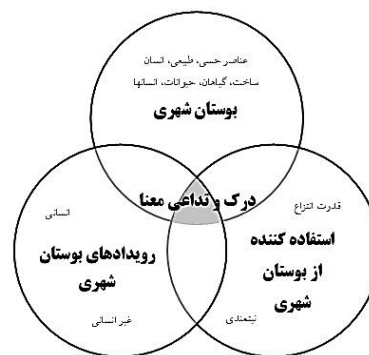 عناصر حسی، طبیعی، انسان
ساخت، گیاهان، حیوانات، انسانها
بوستان شهری
درک و تداعی معنا
انسانی
رویدادهای بوستان
شهری
غیر انسانی
قدرت انتزاع
استفاده کننده
از بوستان
شهری
نیتمندی